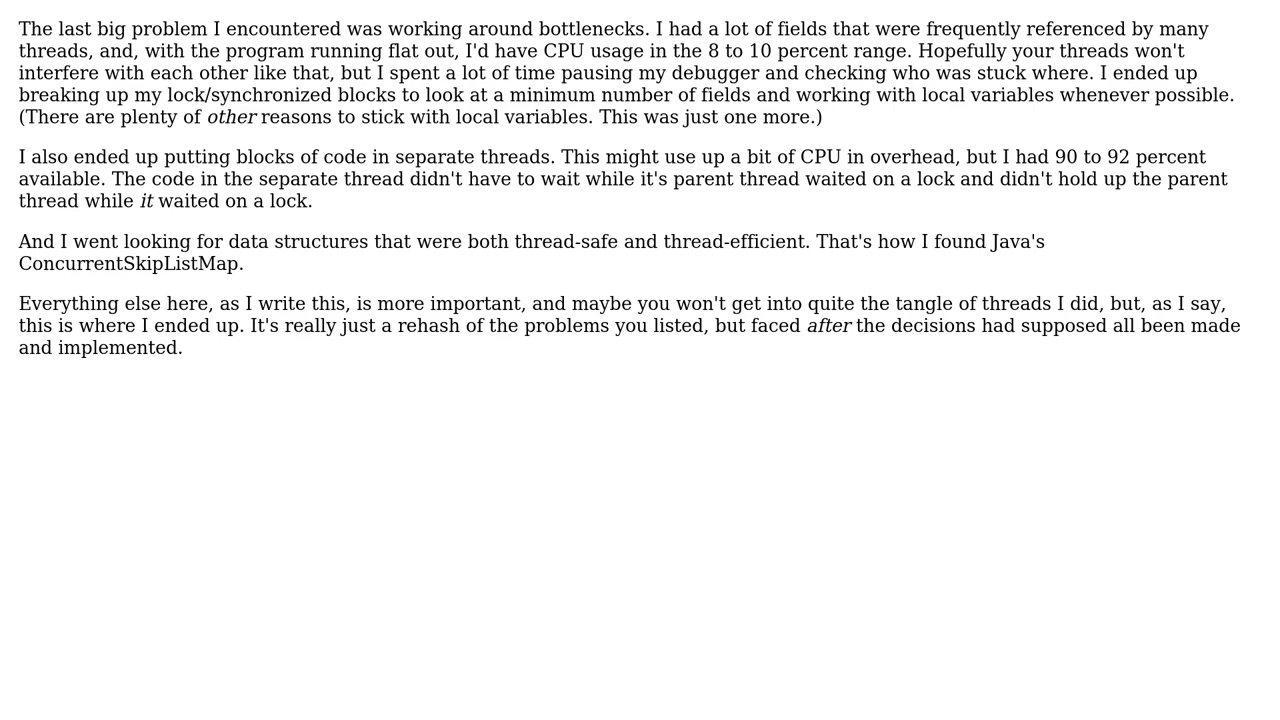 The last big problem I encountered was working around bottlenecks. I had a lot of fields that were frequently referenced by many
threads, and, with the program running flat out, I'd have CPU usage in the 8 to 10 percent range. Hopefully your threads won't
interfere with each other like that, but I spent a lot of time pausing my debugger and checking who was stuck where. I ended up
breaking up my lock/synchronized blocks to look at a minimum number of fields and working with local variables whenever possible.
(There are plenty of other reasons to stick with local variables. This was just one more.)
I also ended up putting blocks of code in separate threads. This might use up a bit of CPU in overhead, but I had 90 to 92 percent
available. The code in the separate thread didn't have to wait while it's parent thread waited on a lock and didn't hold up the parent
thread while it waited on a lock.
And I went looking for data structures that were both thread-safe and thread-efficient. That's how I found Java's
ConcurrentSkipListMap.
Everything else here, as I write this, is more important, and maybe you won't get into quite the tangle of threads I did, but, as I say,
this is where I ended up. It's really just a rehash of the problems you listed, but faced after the decisions had supposed all been made
and implemented.